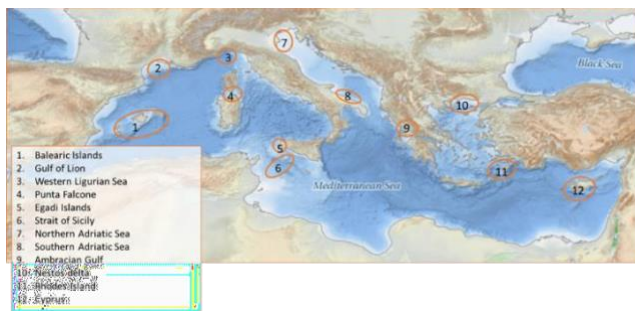 7
3
2
Black Sea
4
8
10
1
9
5
6
11
Mediterranean Sea
12
1. Balearic Islands
2. Gulf of Lion
3. Western Ligurian Sea
4. Punta Falcone
5. Egadi Islands
6. Strait of Sicily
7. Northern Adriatic Sea
8. Southern Adriatic Sea
9. Ambracian Gulf
10. Nestos delta
11. Rhodes Island
12. Cyprus